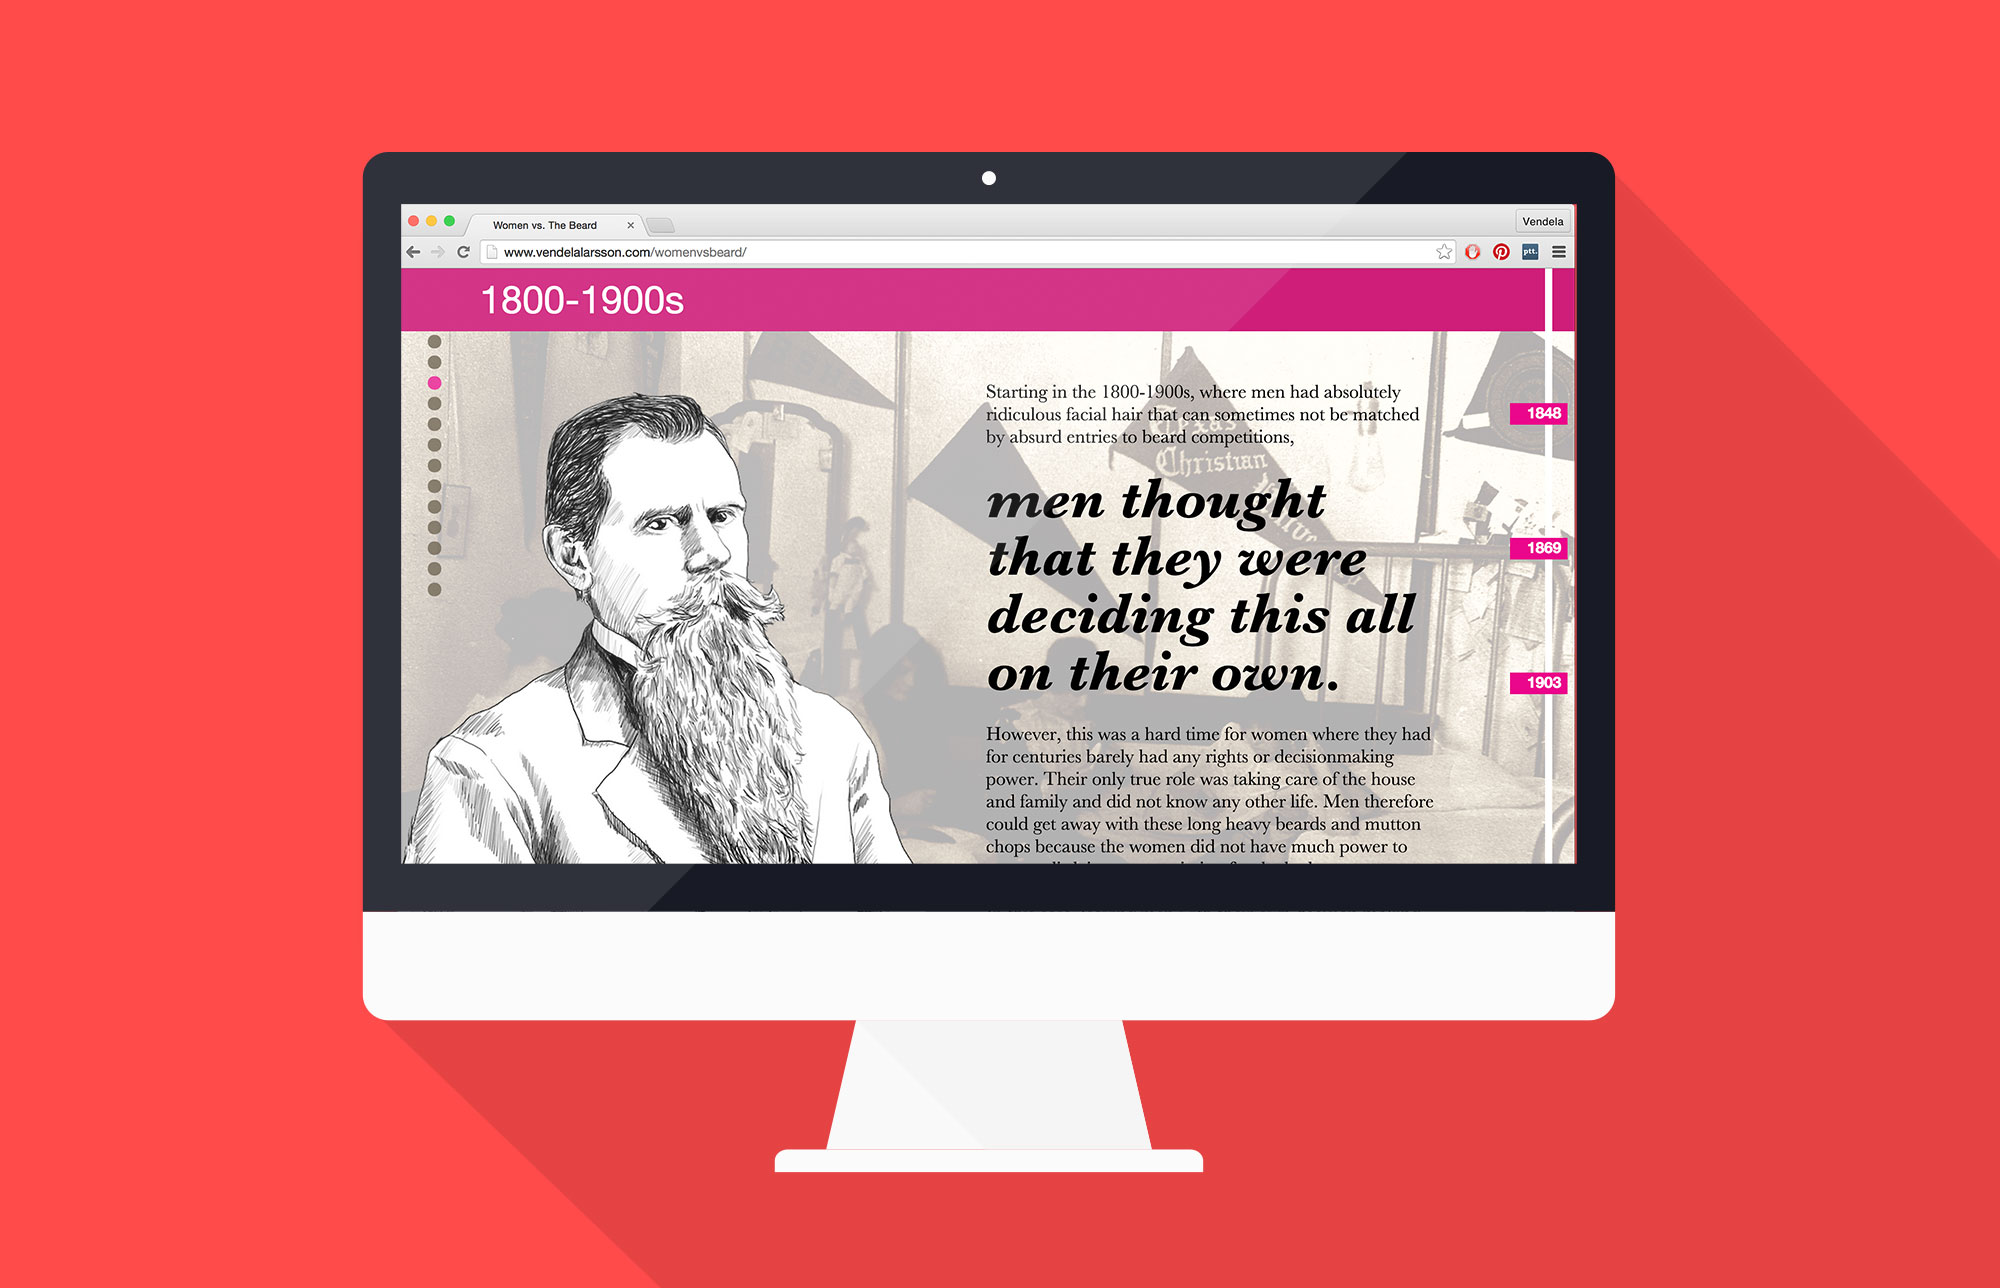 Women vs. The Beard
Vendela
www.vendelalarsson.com/womenvsbeard/
ptt.
1800-1900s
Starting in the 1800-1900s, where men had absolutely
ridiculous facial hair that can sometimes not be matched
by absurd entries to beard competitions,
men thought
that they were
deciding this all
on their own.
However, this was a hard time for women where they had
for centuries barely had any rights or decisionmaking
power. Their only true role was taking care of the house
and family and did not know any other life. Men therefore
could get away with these long heavy beards and mutton
chops because the women did not have much power to
1848
1869
1903
Texas
Christian